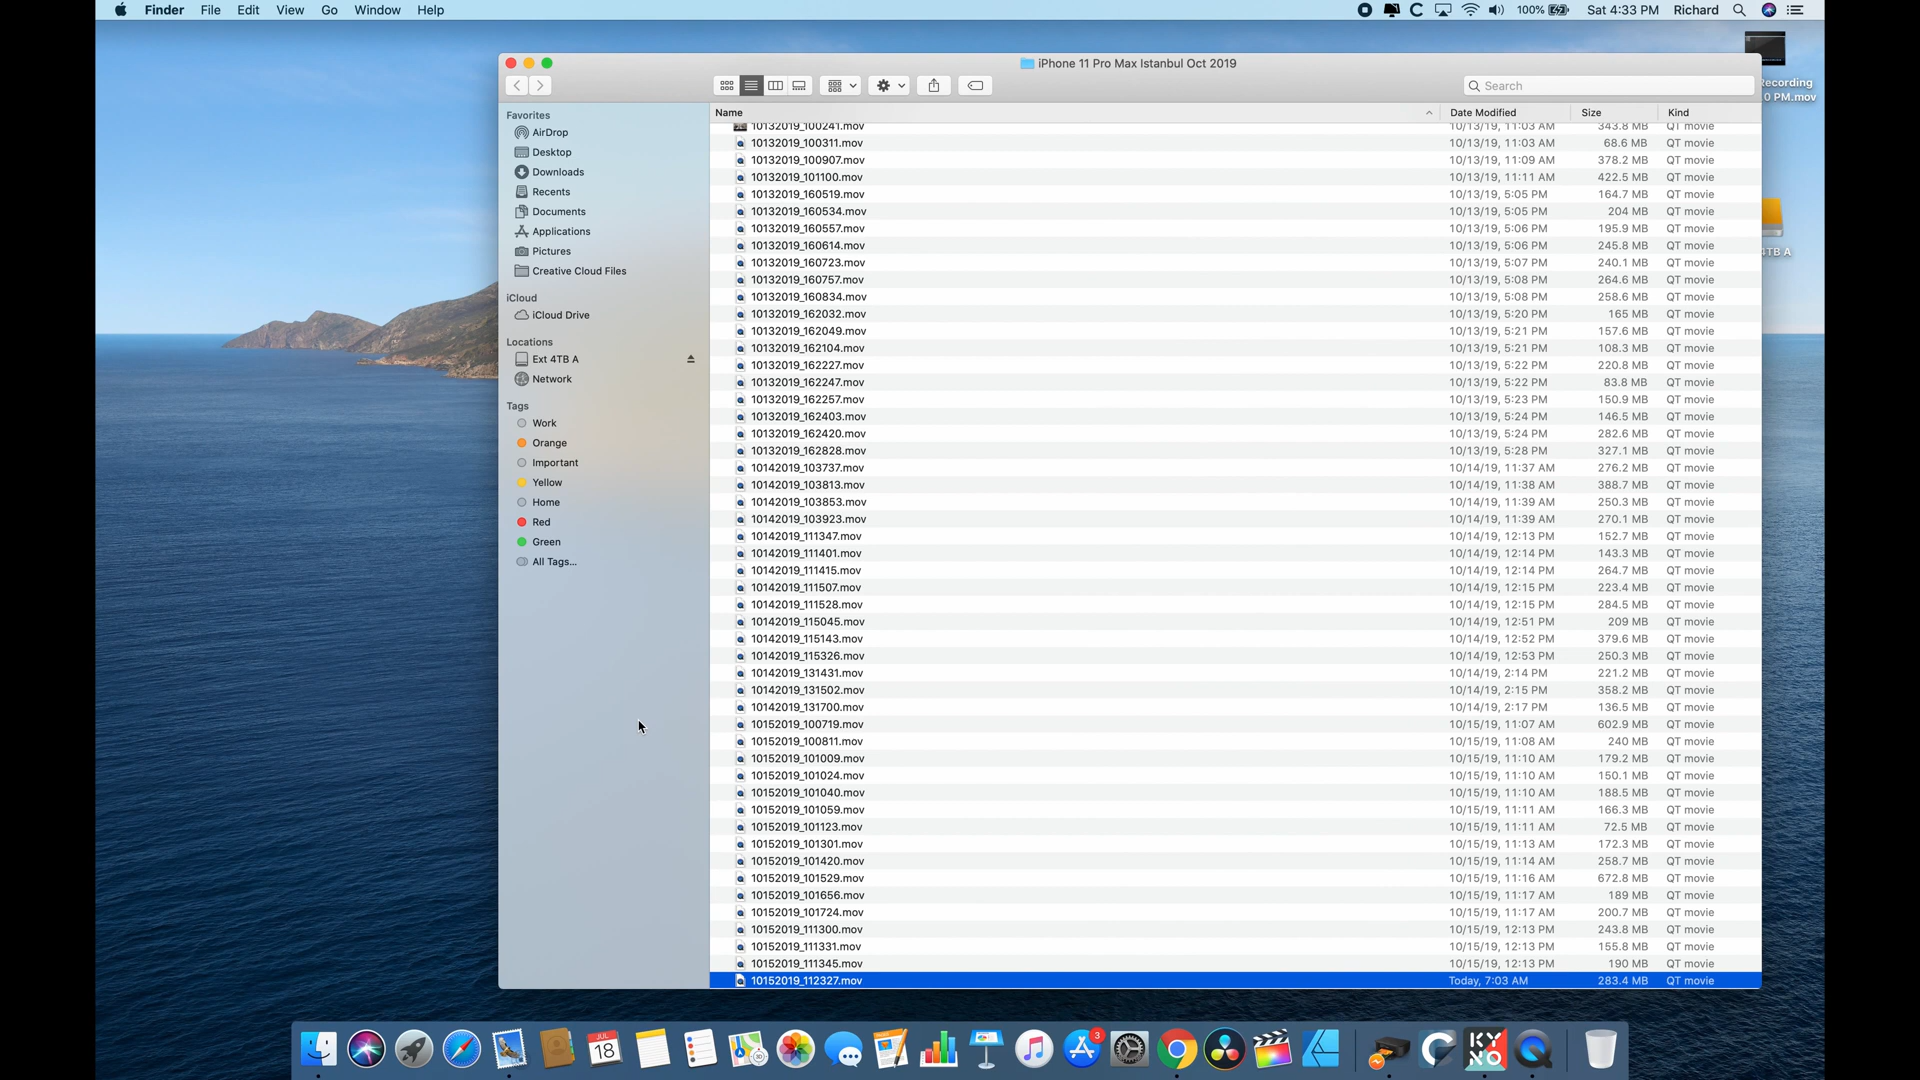 Finder File Edit View Go Window Help
100% Sat 4:33 PM Richard
iPhone 11 Pro Max Istanbul Oct 2019
Search
Recording
0 PM.mov
4TB A
Favorites
AirDrop
Desktop
Downloads
Recents
Documents
Applications
Pictures
Creative Cloud Files
iCloud
iCloud Drive
Locations
Ext 4TB A
Network
Tags
Work
Orange
Important
Yellow
Home
Red
Green
All Tags...
Name Date Modified Size Kind
10132019_100241.mov 10/13/19, 11:03 AM 343.8 MB QT movie
10132019_100311.mov 10/13/19, 11:03 AM 68.6 MB QT movie
10132019_100907.mov 10/13/19, 11:09 AM 378.2 MB QT movie
10132019_101100.mov 10/13/19, 11:11 AM 422.5 MB QT movie
10132019_160519.mov 10/13/19, 5:05 PM 164.7 MB QT movie
10132019_160534.mov 10/13/19, 5:05 PM 204 MB QT movie
10132019_160557.mov 10/13/19, 5:06 PM 195.9 MB QT movie
10132019_160614.mov 10/13/19, 5:06 PM 245.8 MB QT movie
10132019_160723.mov 10/13/19, 5:07 PM 240.1 MB QT movie
10132019_160757.mov 10/13/19, 5:08 PM 264.6 MB QT movie
10132019_160834.mov 10/13/19, 5:08 PM 258.6 MB QT movie
10132019_162032.mov 10/13/19, 5:20 PM 165 MB QT movie
10132019_162049.mov 10/13/19, 5:21 PM 157.6 MB QT movie
10132019_162104.mov 10/13/19, 5:21 PM 108.3 MB QT movie
10132019_162227.mov 10/13/19, 5:22 PM 220.8 MB QT movie
10132019_162247.mov 10/13/19, 5:22 PM 83.8 MB QT movie
10132019_162257.mov 10/13/19, 5:23 PM 150.9 MB QT movie
10132019_162403.mov 10/13/19, 5:24 PM 146.5 MB QT movie
10132019_162420.mov 10/13/19, 5:24 PM 282.6 MB QT movie
10132019_162828.mov 10/13/19, 5:28 PM 327.1 MB QT movie
10142019_103737.mov 10/14/19, 11:37 AM 276.2 MB QT movie
10142019_103813.mov 10/14/19, 11:38 AM 388.7 MB QT movie
10142019_103853.mov 10/14/19, 11:39 AM 250.3 MB QT movie
10142019_103923.mov 10/14/19, 11:39 AM 270.1 MB QT movie
10142019_111347.mov 10/14/19, 12:13 PM 152.7 MB QT movie
10142019_111401.mov 10/14/19, 12:14 PM 143.3 MB QT movie
10142019_111415.mov 10/14/19, 12:14 PM 264.7 MB QT movie
10142019_111507.mov 10/14/19, 12:15 PM 223.4 MB QT movie
10142019_111528.mov 10/14/19, 12:15 PM 284.5 MB QT movie
10142019_115045.mov 10/14/19, 12:51 PM 209 MB QT movie
10142019_115143.mov 10/14/19, 12:52 PM 379.6 MB QT movie
10142019_115326.mov 10/14/19, 12:53 PM 250.3 MB QT movie
10142019_131431.mov 10/14/19, 2:14 PM 221.2 MB QT movie
10142019_131502.mov 10/14/19, 2:15 PM 358.2 MB QT movie
10142019_131700.mov 10/14/19, 2:17 PM 136.5 MB QT movie
10152019_100719.mov 10/15/19, 11:07 AM 602.9 MB QT movie
10152019_100811.mov 10/15/19, 11:08 AM 240 MB QT movie
10152019_101009.mov 10/15/19, 11:10 AM 179.2 MB QT movie
10152019_101024.mov 10/15/19, 11:10 AM 150.1 MB QT movie
10152019_101040.mov 10/15/19, 11:10 AM 188.5 MB QT movie
10152019_101059.mov 10/15/19, 11:11 AM 166.3 MB QT movie
10152019_101123.mov 10/15/19, 11:11 AM 72.5 MB QT movie
10152019_101301.mov 10/15/19, 11:13 AM 172.3 MB QT movie
10152019_101420.mov 10/15/19, 11:14 AM 258.7 MB QT movie
10152019_101529.mov 10/15/19, 11:16 AM 672.8 MB QT movie
10152019_101656.mov 10/15/19, 11:17 AM 189 MB QT movie
10152019_101724.mov 10/15/19, 11:17 AM 200.7 MB QT movie
10152019_111300.mov 10/15/19, 12:13 PM 243.8 MB QT movie
10152019_111331.mov 10/15/19, 12:13 PM 155.8 MB QT movie
10152019_111345.mov 10/15/19, 12:13 PM 190 MB QT movie
10152019_112327.mov Today, 7:03 AM 283.4 MB QT movie
JUL
18
3
KY
NO